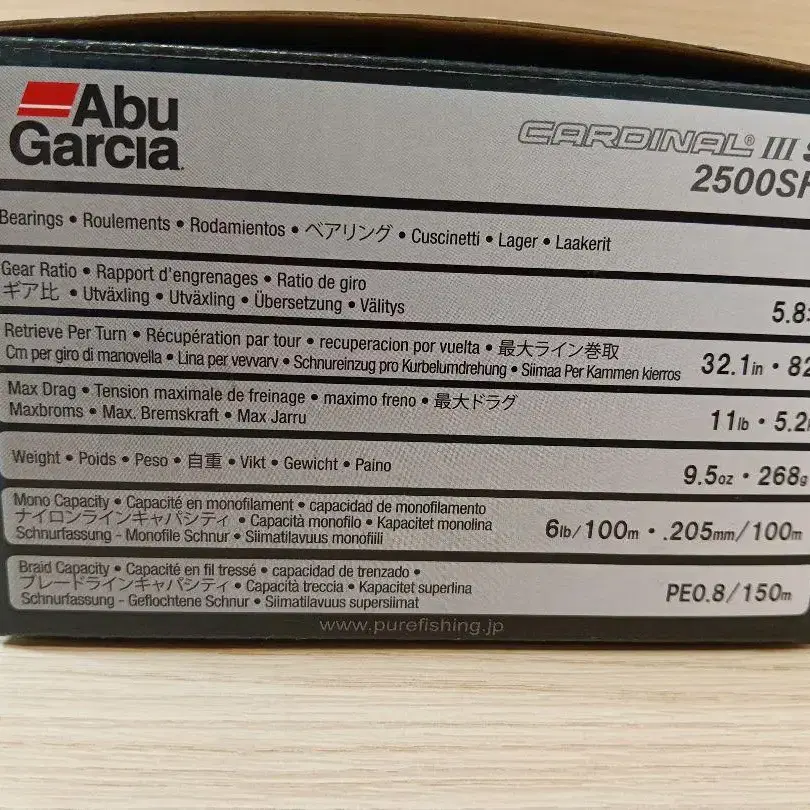 Abu
Garcia
CARDINAL® III S
2500SH
Bearings • Roulements • Rodamientos • ベアリング • Cuscinetti • Lager • Laakerit
Gear Ratio • Rapport d'engrenages • Ratio de giro
ギア比 • Utväxling • Utväxling • Übersetzung • Välitys
5.8:
Retrieve Per Turn • Récupération par tour • recuperacion por vuelta • 最大ライン巻取
Cm per giro di manovella • Lina per vevvarv • Schnureinzug pro Kurbelumdrehung • Siimaa Per Kammen kierros
32.1in • 82
Max Drag • Tension maximale de freinage • maximo freno • 最大ドラグ
Maxbroms • Max. Bremskraft • Max Jarru
11lb • 5.2
Weight • Poids • Peso • 自重 • Vikt • Gewicht • Paino
9.5oz • 268g
Mono Capacity • Capacité en monofilament • capacidad de monofilamento
ナイロンラインキャパシティ • Capacità monofilo • Kapacitet monolina
Schnurfassung - Monofile Schnur • Siimatilavuus monofiili
6lb/100m • .205mm/100m
Braid Capacity • Capacité en fil tressé • capacidad de trenzado •
ブレードラインキャパシティ • Capacità treccia • Kapacitet superlina
Schnurfassung - Geflochtene Schnur • Siimatilavuus supersiimat
PE0.8/150m
www.purefishing.jp